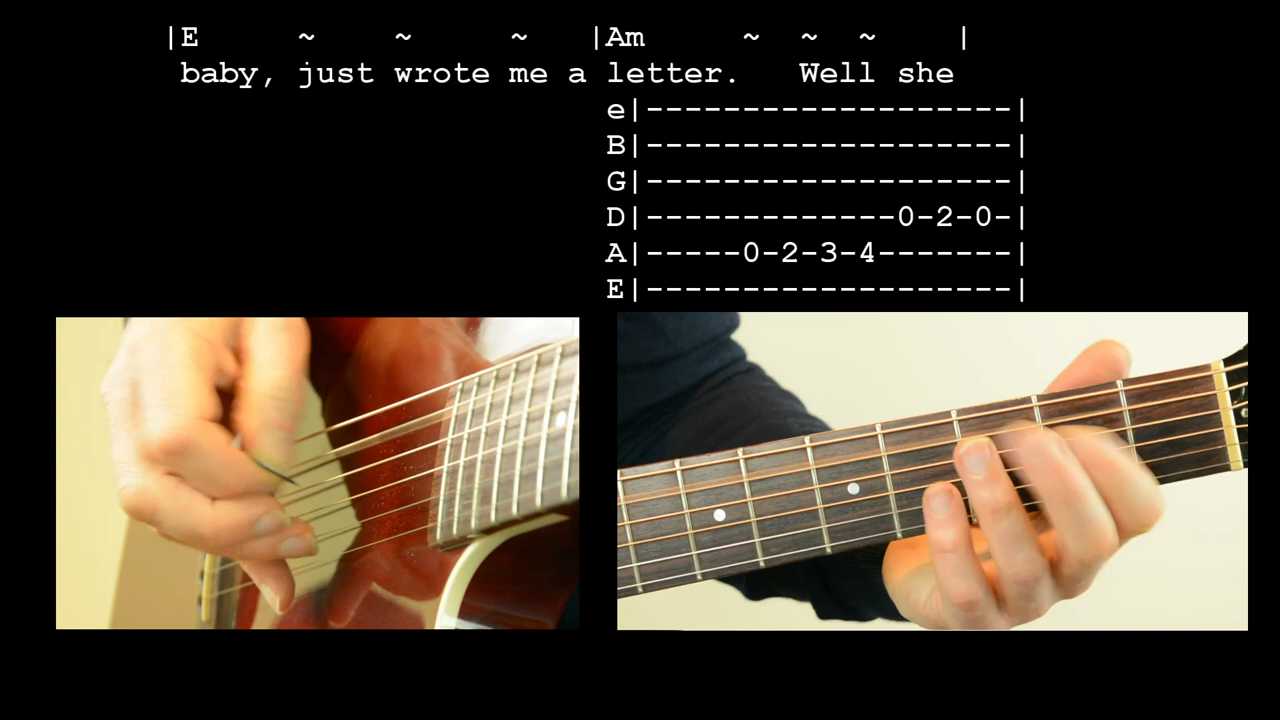 |E ~ ~ ~ |Am ~ ~ ~ |
baby, just wrote me a letter. Well she
e|-------------------|
B|-------------------|
G|-------------------|
D|-------------0-2-0-|
A|-----0-2-3-4-------|
E|-------------------|